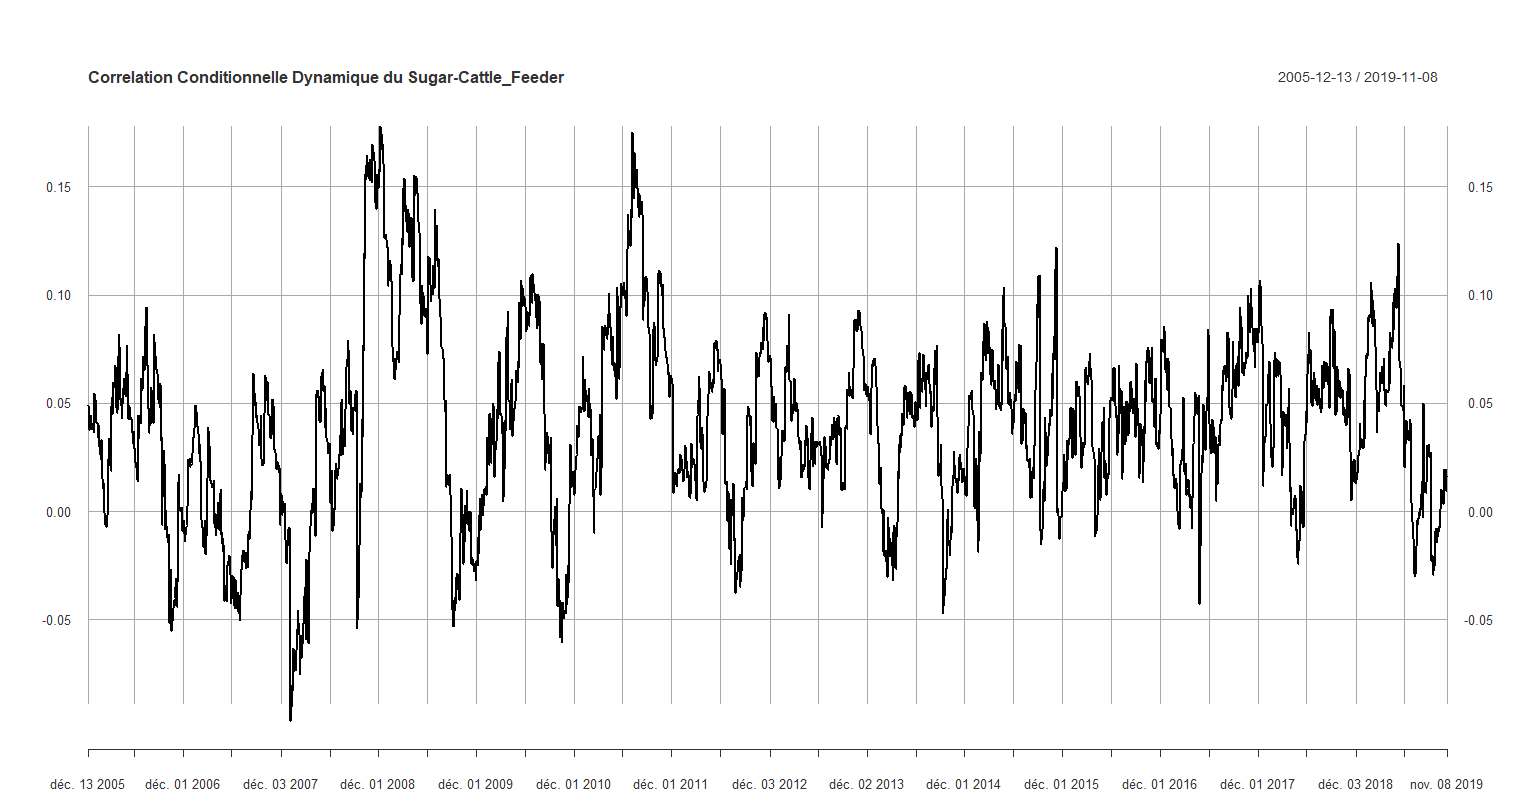 Correlation Conditionnelle Dynamique du Sugar-Cattle_Feeder 2005-12-13 / 2019-11-08
0.15 0.15
0.10 0.10
0.05 0.05
0.00 0.00
-0.05 -0.05
déc. 13 2005 déc. 01 2006 déc. 03 2007 déc. 01 2008 déc. 01 2009 déc. 01 2010 déc. 01 2011 déc. 03 2012 déc. 02 2013 déc. 01 2014 déc. 01 2015 déc. 01 2016 déc. 01 2017 déc. 03 2018 nov. 08 2019